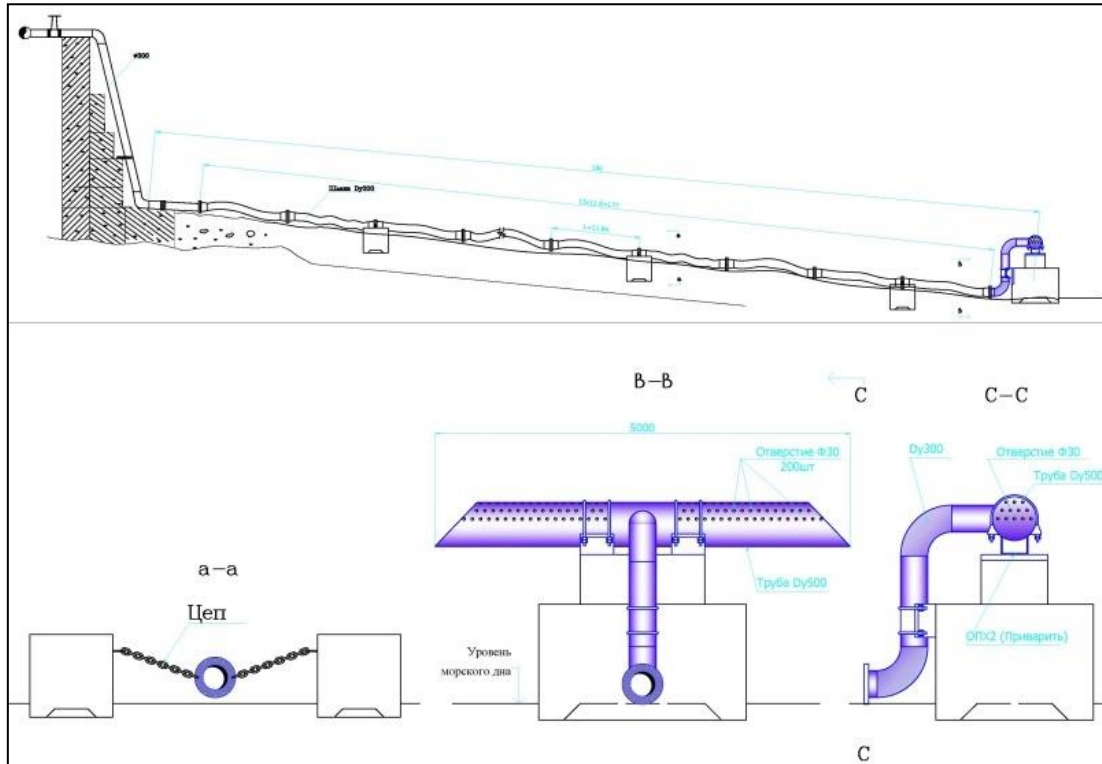 ø300
Шланг Dy300
a
a
B
B
B-B
C
C-C
5000
Отверстие Ф30
200шт
Dy300
Отверстие Ф30
Труба Dy500
Труба Dy500
a-a
Цеп
Уровень
морского дна
ОПХ2 (Приварить)
C